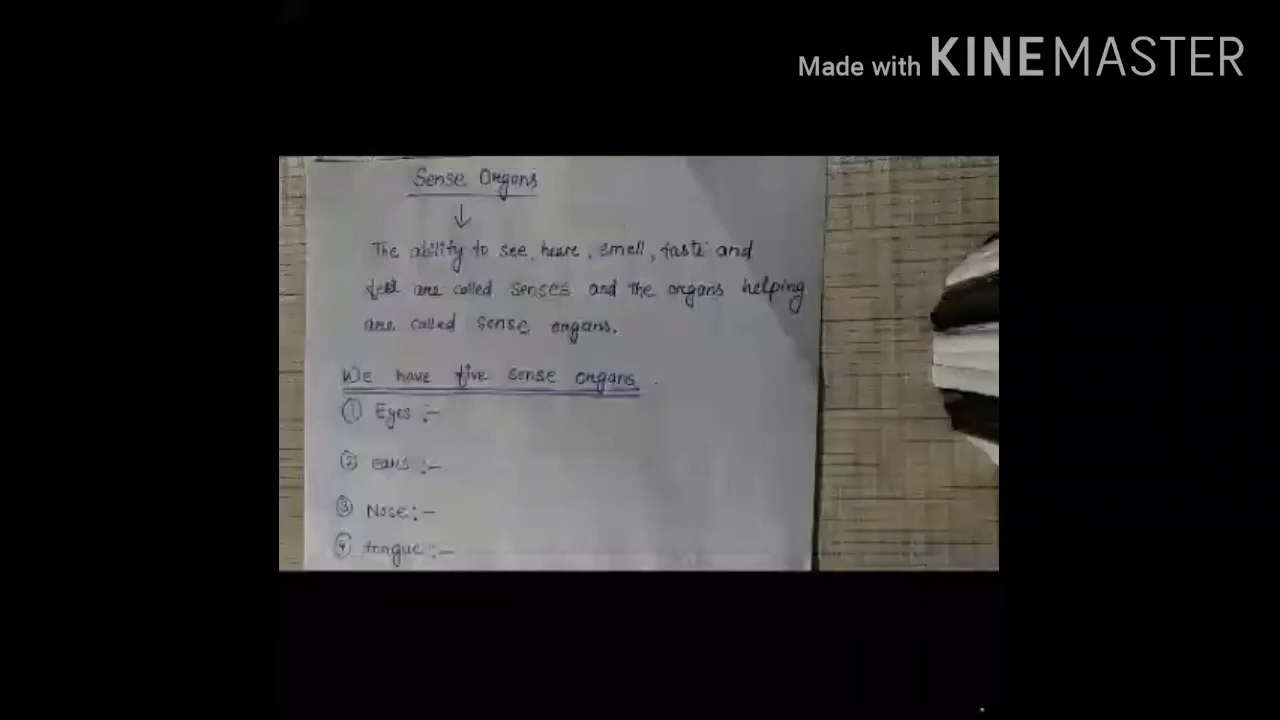 Made with KINEMASTER
Sense Organs
The ability to see, heare, smell, taste and
feel are called senses and the organs helping
are called sense organs.
We have five sense organs.
① Eyes :-
② ears :-
③ Nose :-
④ tongue :-